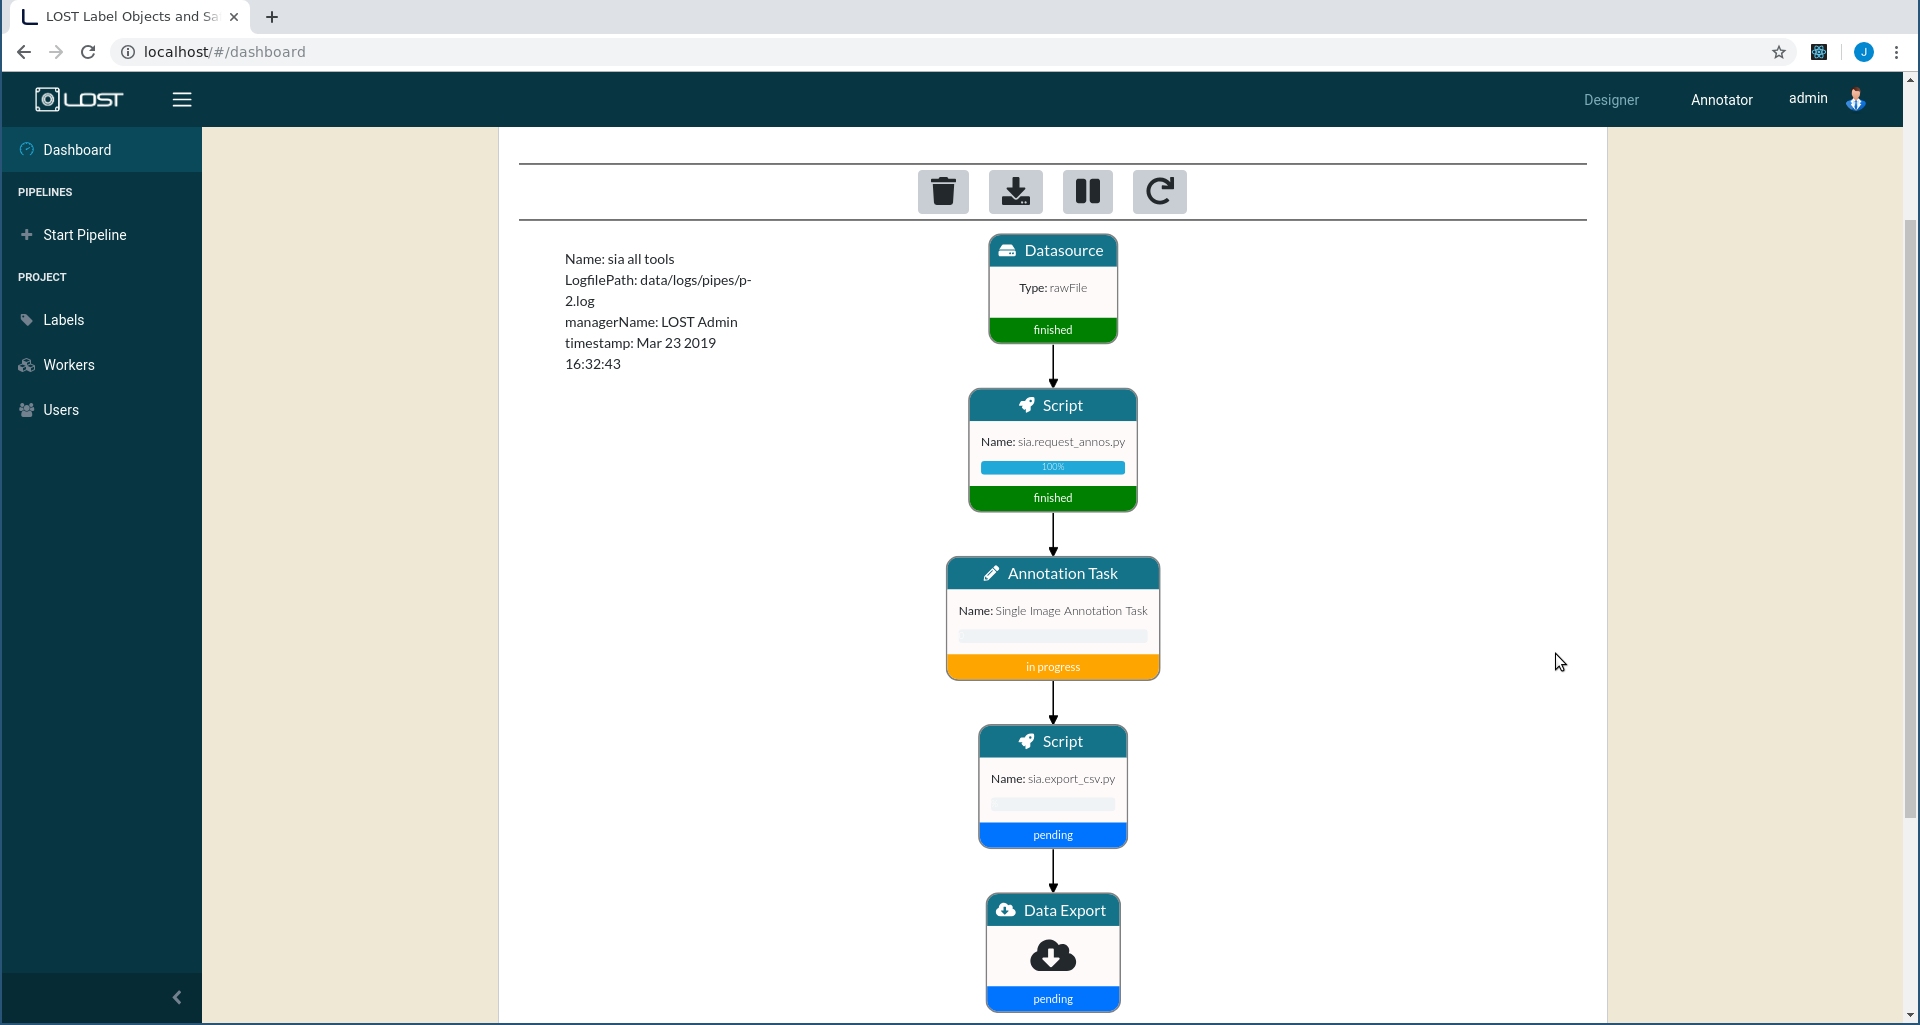 LOST Label Objects and Sa
localhost/#/dashboard
J
LOST
Designer
Annotator
admin
Dashboard
PIPELINES
Start Pipeline
PROJECT
Labels
Workers
Users
Name: sia all tools
LogfilePath: data/logs/pipes/p-
2.log
managerName: LOST Admin
timestamp: Mar 23 2019
16:32:43
Datasource
Type: rawFile
finished
Script
Name: sia.request_annos.py
100%
finished
Annotation Task
Name: Single Image Annotation Task
in progress
Script
Name: sia.export_csv.py
pending
Data Export
pending